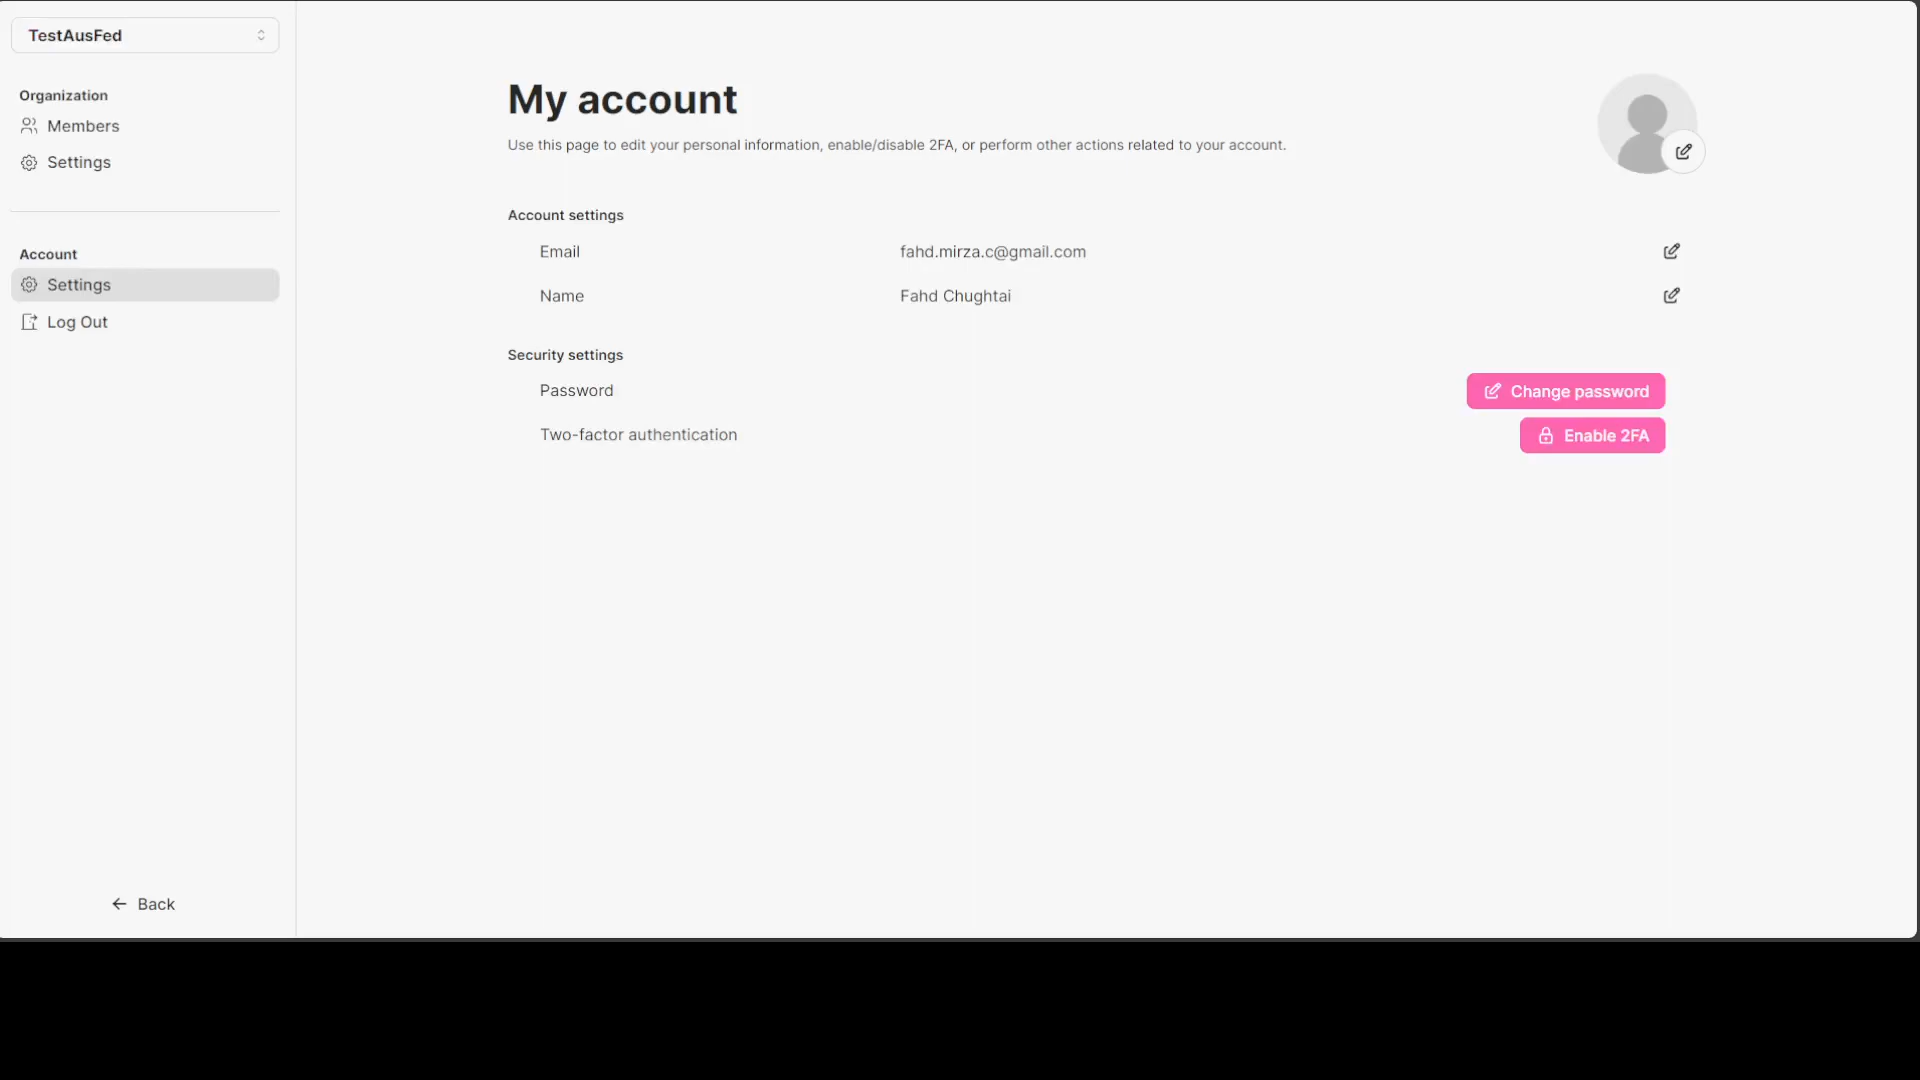 TestAusFed
Organization
Members
Settings
Account
Settings
Log Out
Back
My account
Use this page to edit your personal information, enable/disable 2FA, or perform other actions related to your account.
Account settings
Email fahd.mirza.c@gmail.com
Name Fahd Chughtai
Security settings
Password Change password
Two-factor authentication Enable 2FA